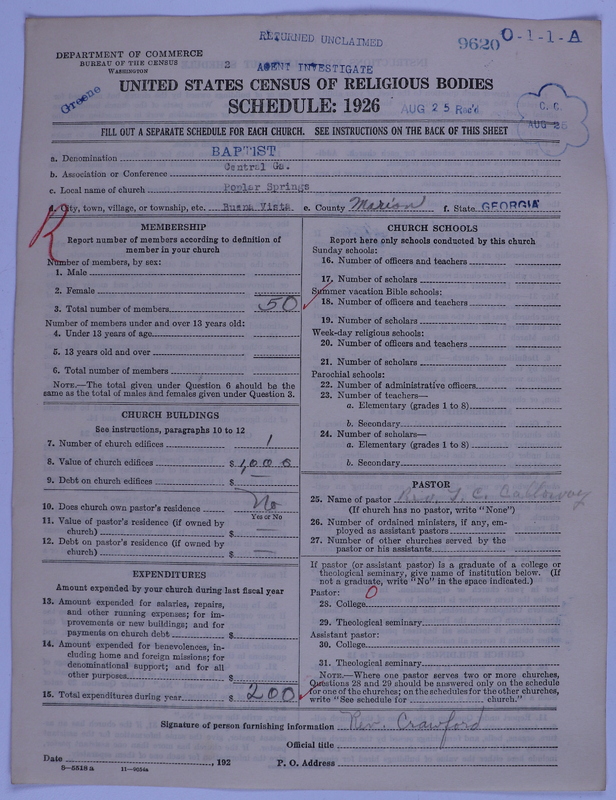 RETURNED UNCLAIMED
9620 O-1-1-A
DEPARTMENT OF COMMERCE
BUREAU OF THE CENSUS
WASHINGTON
2 AGENT INVESTIGATE
Greene
UNITED STATES CENSUS OF RELIGIOUS BODIES
SCHEDULE: 1926
AUG 25 Rec'd
C. G.
AUG 26
FILL OUT A SEPARATE SCHEDULE FOR EACH CHURCH. SEE INSTRUCTIONS ON THE BACK OF THIS SHEET
a. Denomination BAPTIST
b. Association or Conference Central Ga.
c. Local name of church Poplar Springs
d. City, town, village, or township, etc. Buena Vista e. County Marion f. State GEORGIA
R
MEMBERSHIP
Report number of members according to definition of
member in your church
Number of members, by sex:
1. Male
2. Female
3. Total number of members 50
Number of members under and over 13 years old:
4. Under 13 years of age
5. 13 years old and over
6. Total number of members
NOTE.—The total given under Question 6 should be the
same as the total of males and females given under Question 3.
CHURCH BUILDINGS
See instructions, paragraphs 10 to 12
7. Number of church edifices 1
8. Value of church edifices $1,000
9. Debt on church edifices $ —
10. Does church own pastor's residence No
Yes or No
11. Value of pastor's residence (if owned by
church) $ —
12. Debt on pastor's residence (if owned by
church) $ —
EXPENDITURES
Amount expended by your church during last fiscal year
13. Amount expended for salaries, repairs,
and other running expenses; for im-
provements or new buildings; and for
payments on church debt $
14. Amount expended for benevolences, in-
cluding home and foreign missions; for
denominational support; and for all
other purposes $
15. Total expenditures during year $ 200
CHURCH SCHOOLS
Report here only schools conducted by this church
Sunday schools:
16. Number of officers and teachers
17. Number of scholars
Summer vacation Bible schools:
18. Number of officers and teachers
19. Number of scholars
Week-day religious schools:
20. Number of officers and teachers
21. Number of scholars
Parochial schools:
22. Number of administrative officers
23. Number of teachers—
a. Elementary (grades 1 to 8)
b. Secondary
24. Number of scholars—
a. Elementary (grades 1 to 8)
b. Secondary
PASTOR
25. Name of pastor Rev. T. C. Calloway
(If church has no pastor, write "None")
26. Number of ordained ministers, if any, em-
ployed as assistant pastors
27. Number of other churches served by the
pastor or his assistants
If pastor (or assistant pastor) is a graduate of a college or
theological seminary, give name of institution below. (If
not a graduate, write "No" in the space indicated.)
Pastor: 0
28. College
29. Theological seminary
Assistant pastor:
30. College
31. Theological seminary
NOTE.—Where one pastor serves two or more churches,
Questions 28 and 29 should be answered only on the schedule
for one of the churches; on the schedules for the other churches,
write "See schedule for church."
Signature of person furnishing information Rev. Crawford
Official title
Date , 192 P. O. Address
8-5518 a